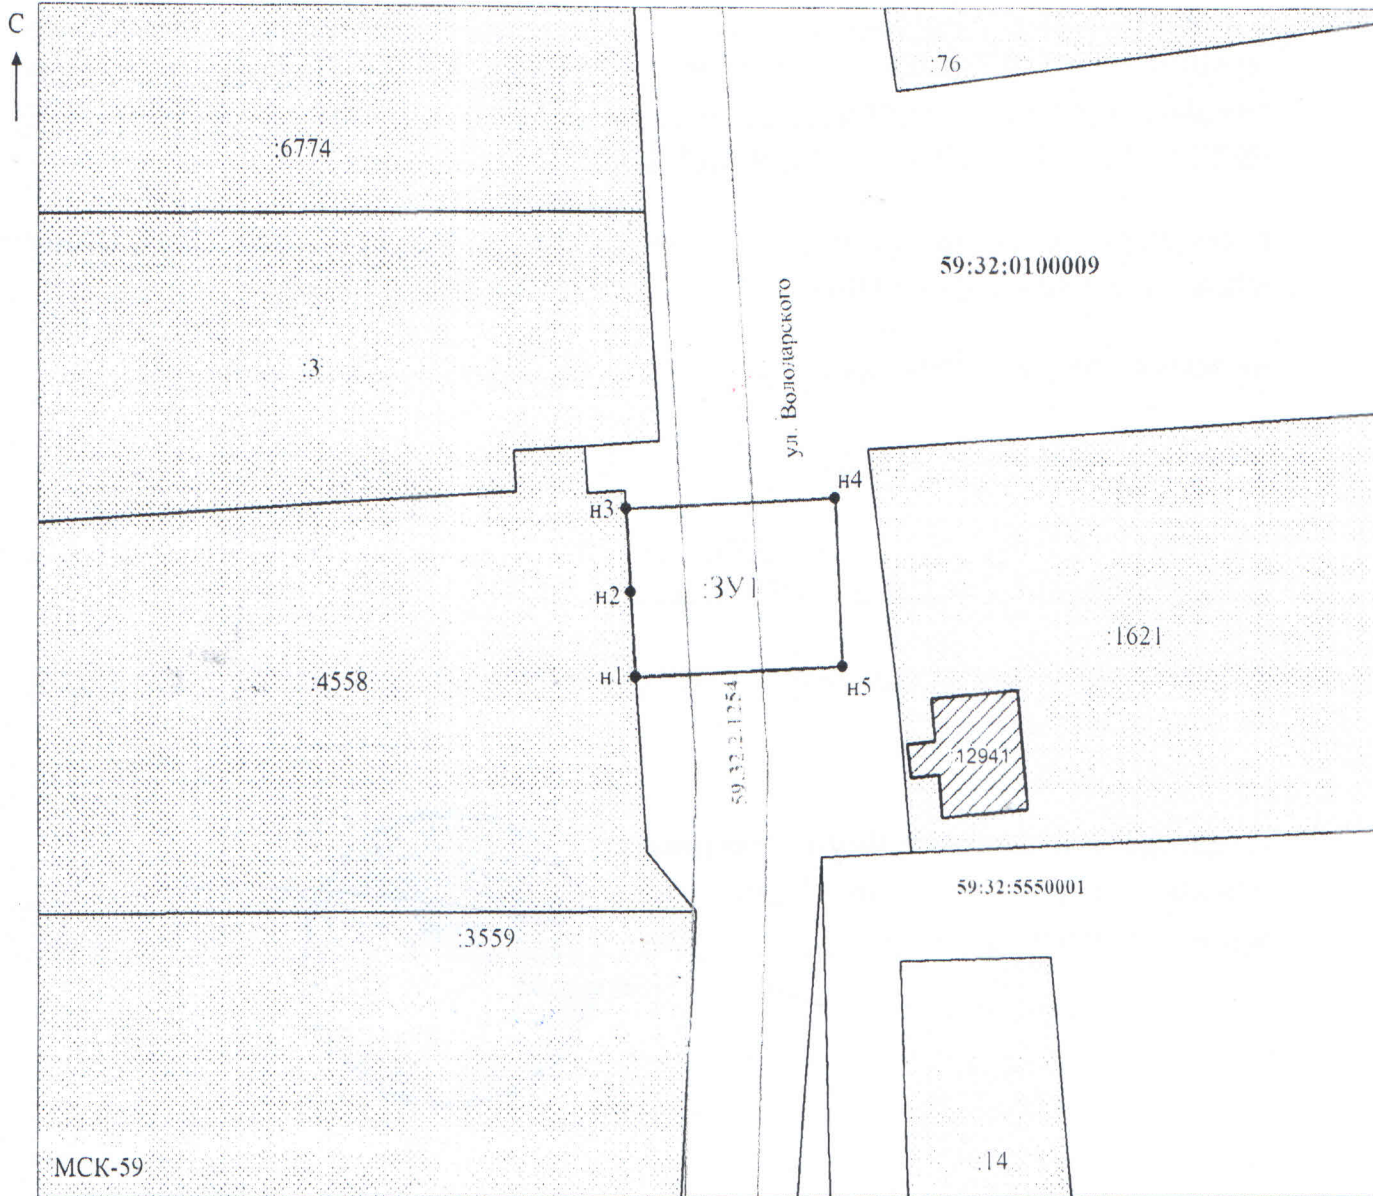 С
:76
:6774
59:32:0100009
ул. Володарского
:3
н4
н3
:ЗУ1
н2
:1621
н1
:4558
н5
59.32.2.1254
:12941
59:32:5550001
:3559
:14
МСК-59